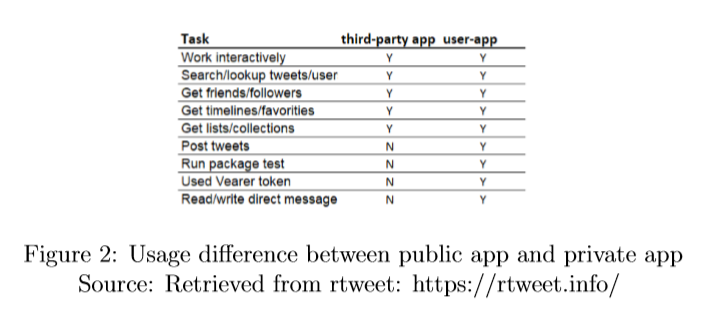 Task third-party app user-app
Work interactively Y Y
Search/lookup tweets/user Y Y
Get friends/followers Y Y
Get timelines/favorities Y Y
Get lists/collections Y Y
Post tweets N Y
Run package test N Y
Used Vearer token N Y
Read/write direct message N Y
Figure 2: Usage difference between public app and private app
Source: Retrieved from rtweet: https://rtweet.info/